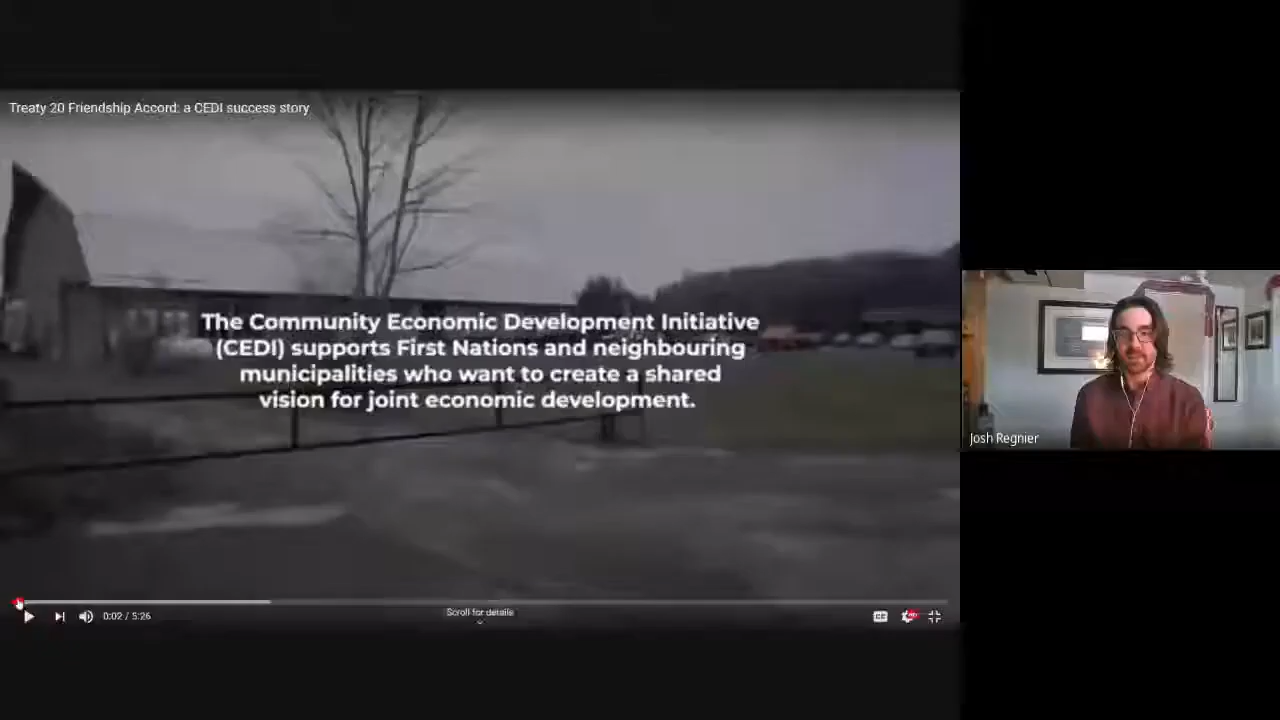 Treaty 20 Friendship Accord: a CEDI success story
The Community Economic Development Initiative
(CEDI) supports First Nations and neighbouring
municipalities who want to create a shared
vision for joint economic development.
Josh Regnier
Scroll for details
0:02 / 5:26
CC
HD